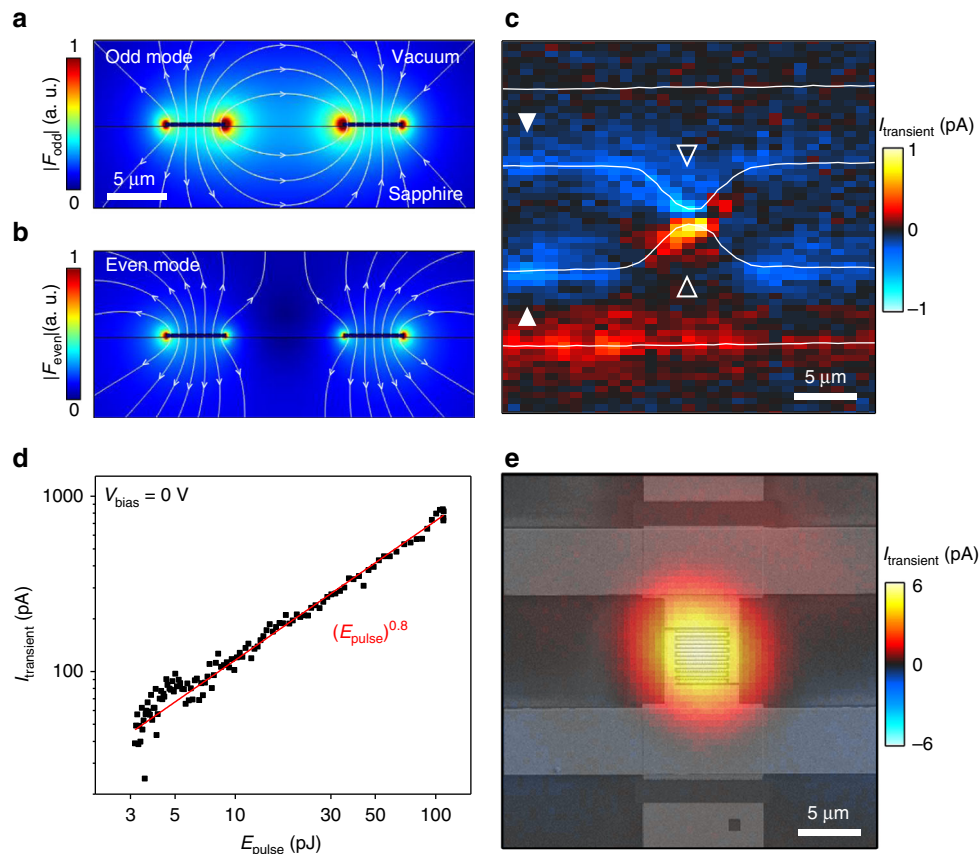 a
1
|F_odd| (a. u.)
0
Odd mode
Vacuum
5 μm
Sapphire
b
1
|F_even|(a. u.)
0
Even mode
c
I_transient (pA)
1
0
−1
5 μm
d
V_bias = 0 V
1000
100
I_transient (pA)
(E_pulse)^0.8
3
5
10
30
50
100
E_pulse (pJ)
e
I_transient (pA)
6
0
−6
5 μm